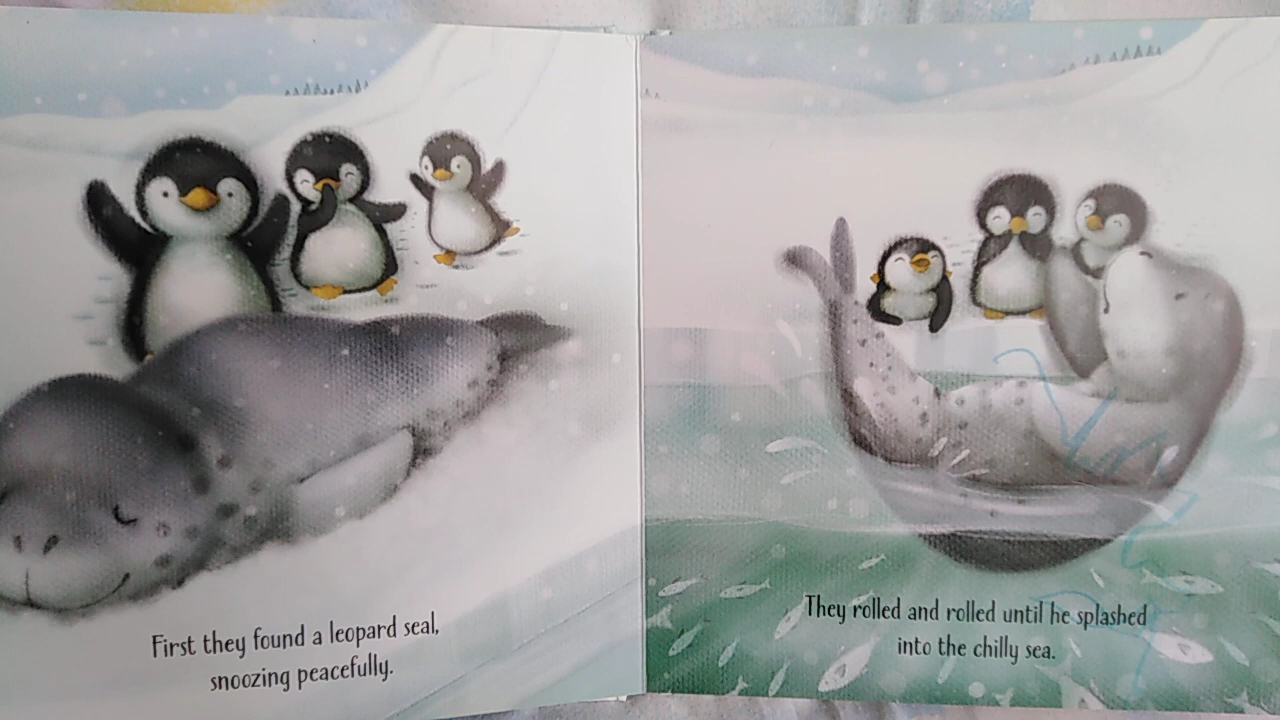 First they found a leopard seal,
snoozing peacefully.
They rolled and rolled until he splashed
into the chilly sea.